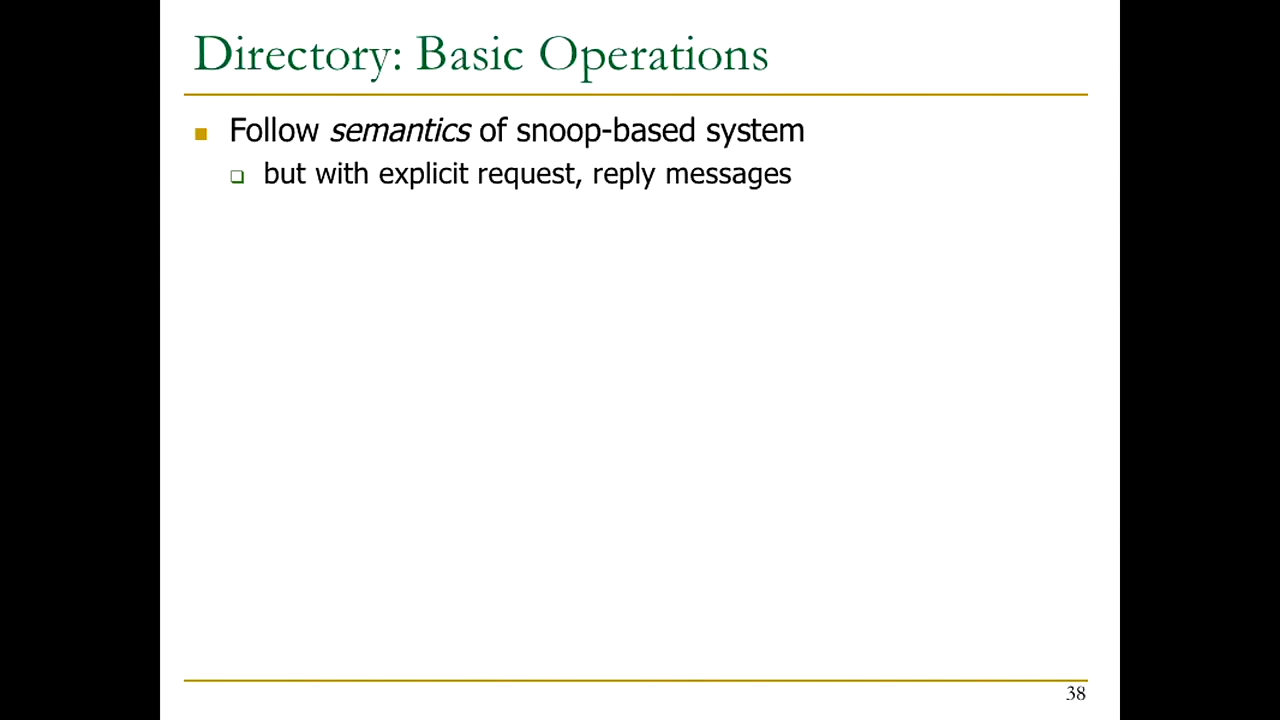 Directory: Basic Operations
Follow semantics of snoop-based system
but with explicit request, reply messages
38